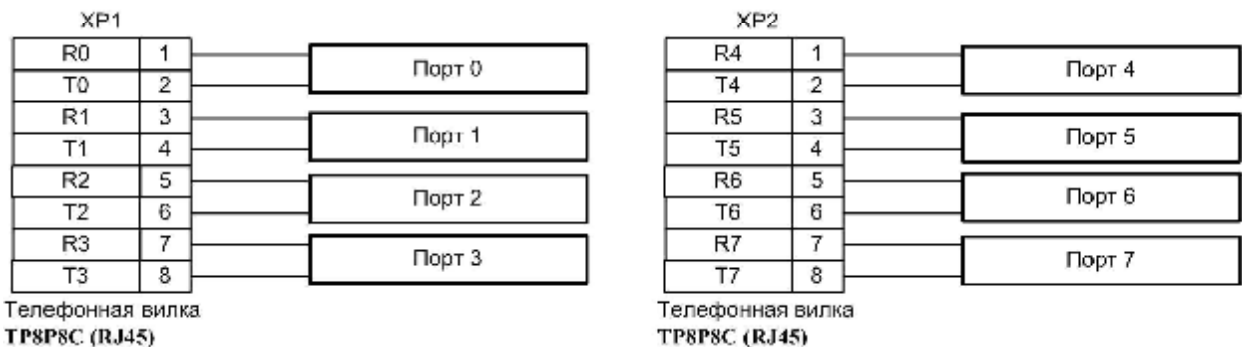 XP1
R0 1
T0 2
R1 3
T1 4
R2 5
T2 6
R3 7
T3 8
Порт 0
Порт 1
Порт 2
Порт 3
Телефонная вилка
TP8P8C (RJ45)
XP2
R4 1
T4 2
R5 3
T5 4
R6 5
T6 6
R7 7
T7 8
Порт 4
Порт 5
Порт 6
Порт 7
Телефонная вилка
TP8P8C (RJ45)